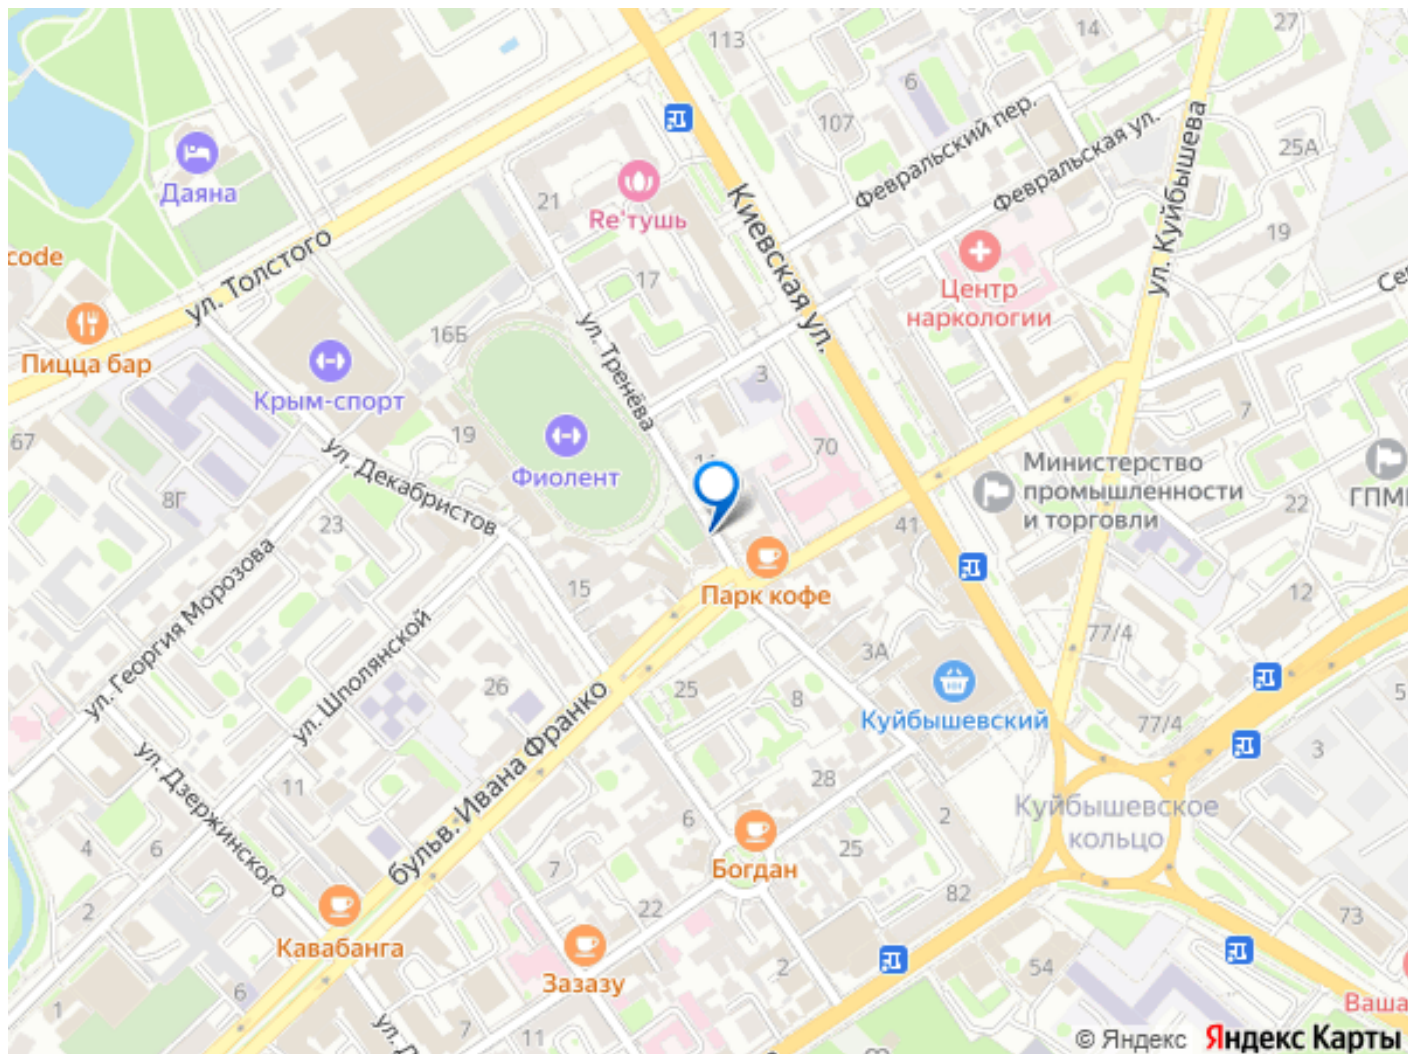 113
14
27
6
107
25А
Февральский пер.
Февральская ул.
ул. Куйбышева
Даяна
21
Re'тушь
Киевская ул.
19
code
ул. Толстого
17
Центр
наркологии
16Б
ул. Тренёва
Пицца бар
Крым-спорт
3
7
67
19
Фиолент
70
ул. Декабристов
8Г
23
Министерство
промышленности
и торговли
22
41
15
Парк кофе
12
ул. Георгия Морозова
ул. Шполянской
77/4
3А
26
25
8
Куйбышевский
77/4
5
3
бульв. Ивана Франко
ул. Дзержинского
11
28
Куйбышевское
кольцо
4
6
6
2
25
Богдан
7
82
2
22
73
Кавабанга
Зазазу
2
54
6
1
7
11
Ваша
© Яндекс Яндекс Карты